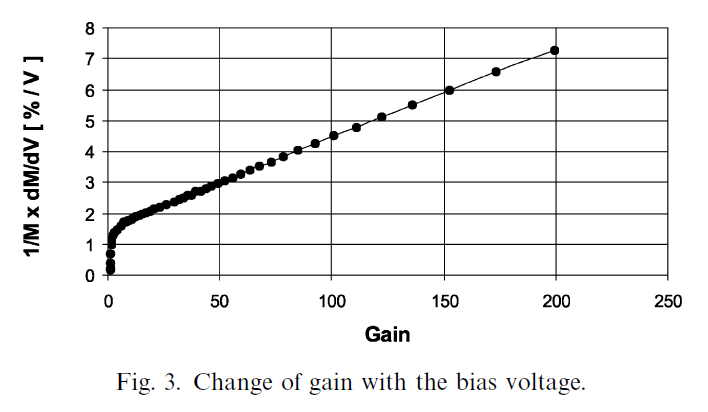 8
7
6
5
4
3
2
1
0
1/M x dM/dV [ % / V ]
0 50 100 150 200 250
Gain
Fig. 3. Change of gain with the bias voltage.